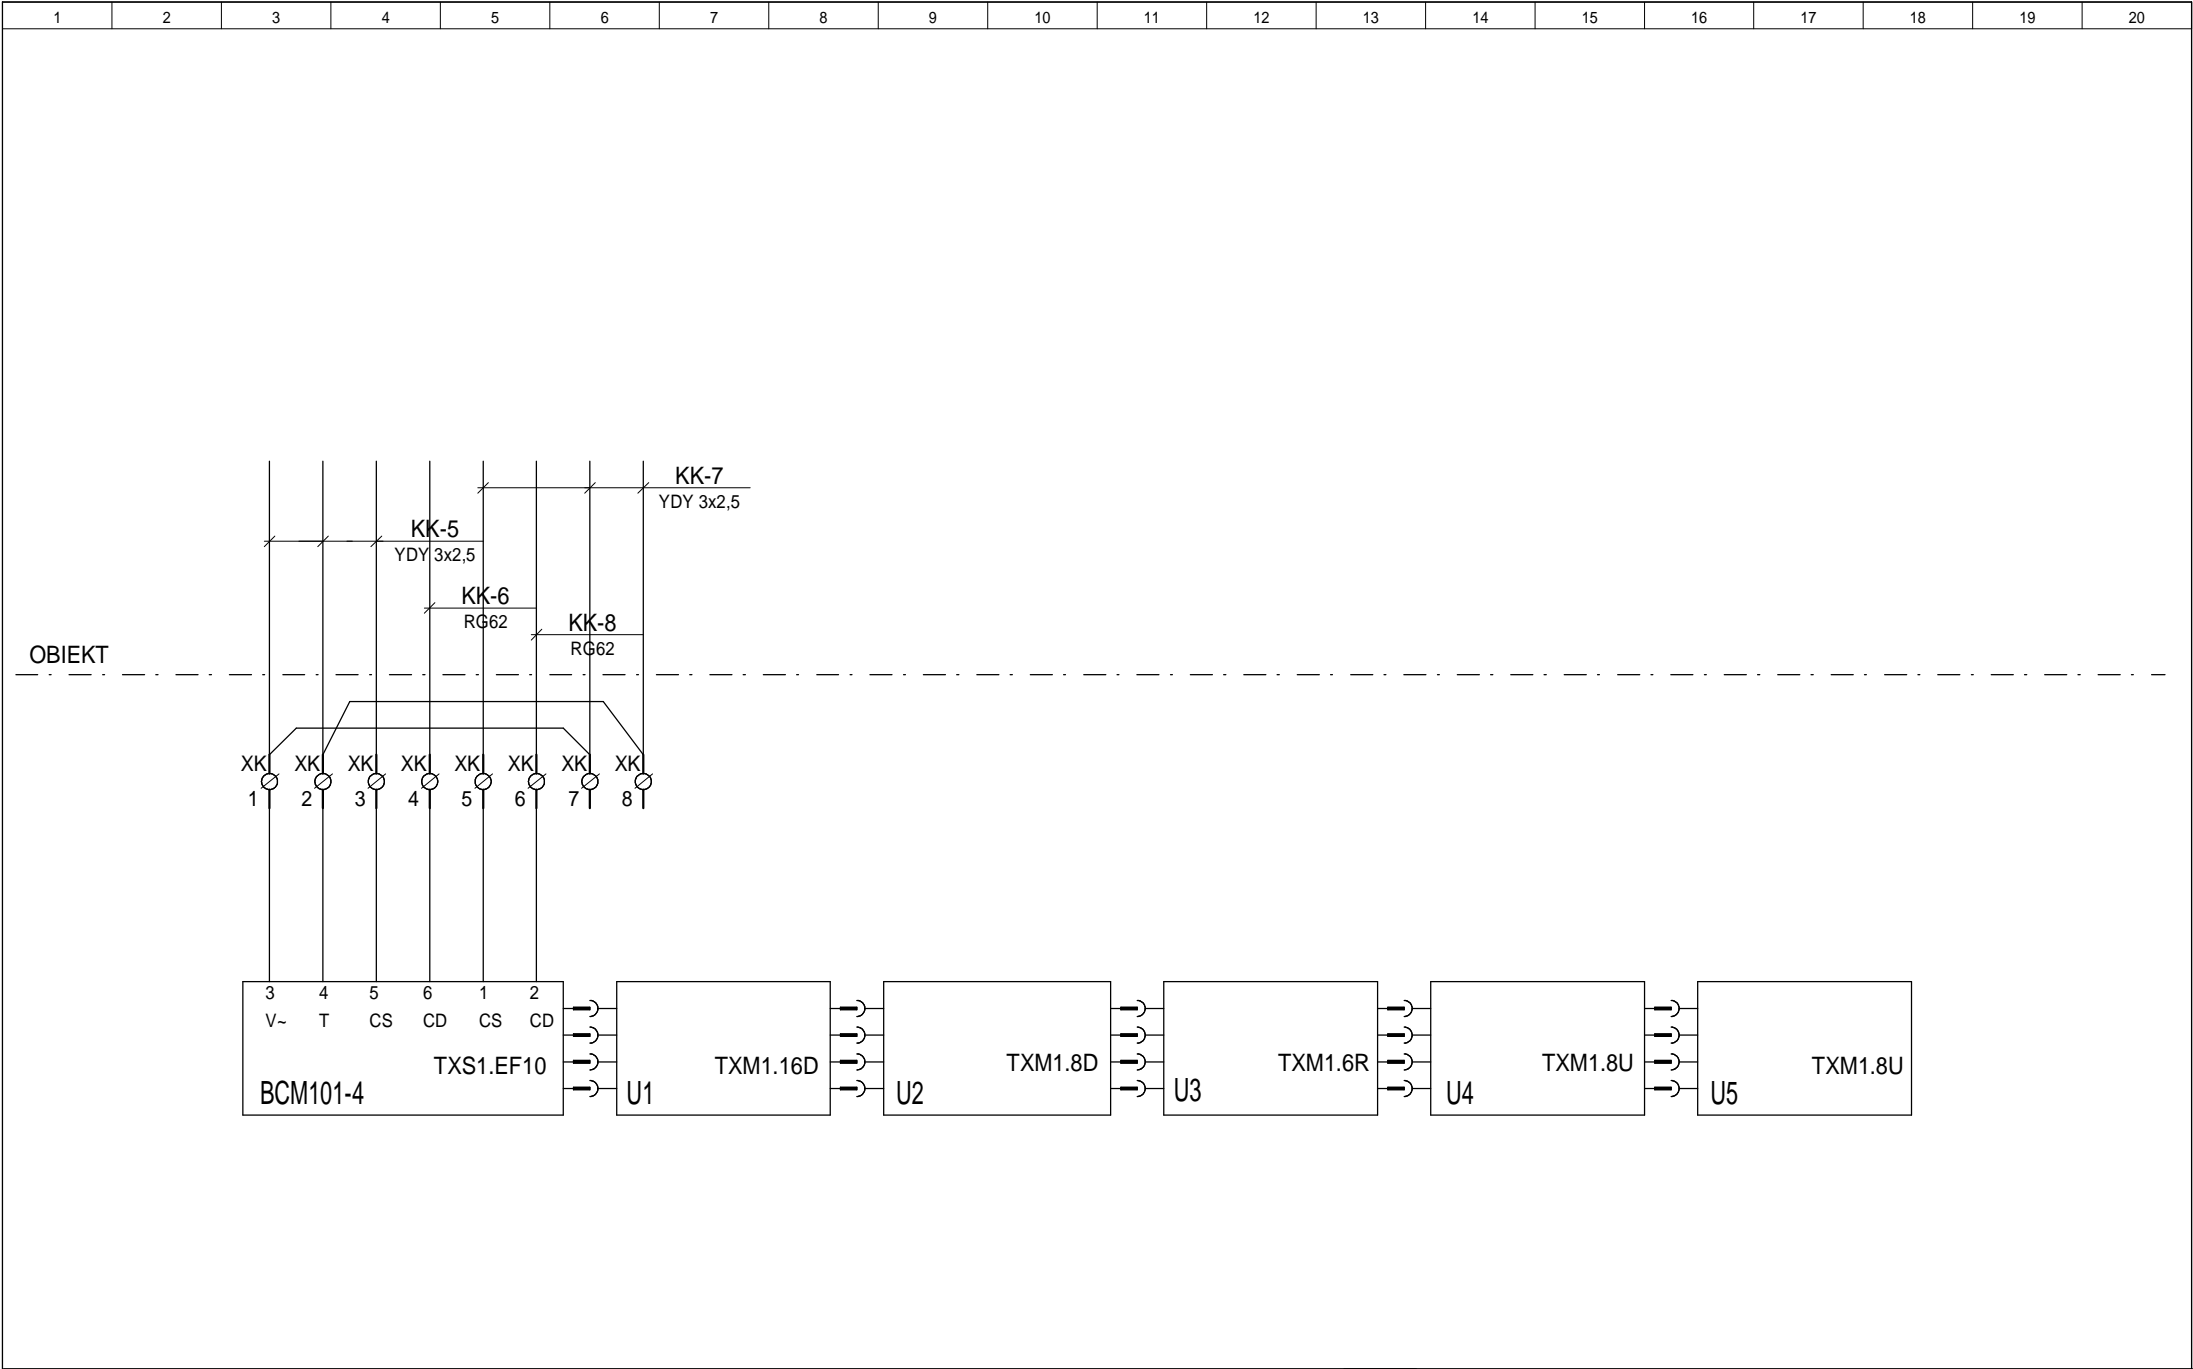 1 2 3 4 5 6 7 8 9 10 11 12 13 14 15 16 17 18 19 20
KK-7
YDY 3x2,5
KK-5
YDY 3x2,5
KK-6
RG62
KK-8
RG62
OBIEKT
XK XK XK XK XK XK XK XK
1 2 3 4 5 6 7 8
3 4 5 6 1 2
V~ T CS CD CS CD
TXS1.EF10
BCM101-4
TXM1.16D
U1
TXM1.8D
U2
TXM1.6R
U3
TXM1.8U
U4
TXM1.8U
U5